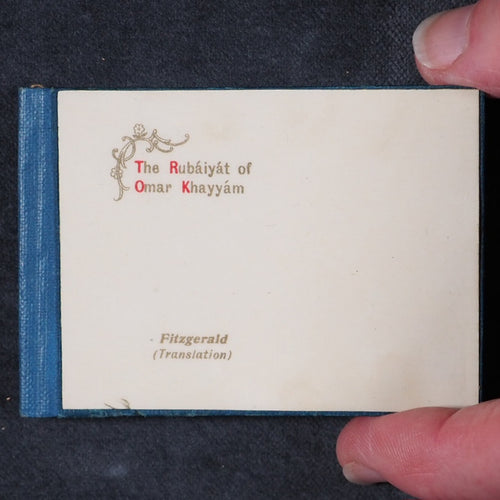 The Rubáiyát of
Omar Khayyám
Fitzgerald
(Translation)